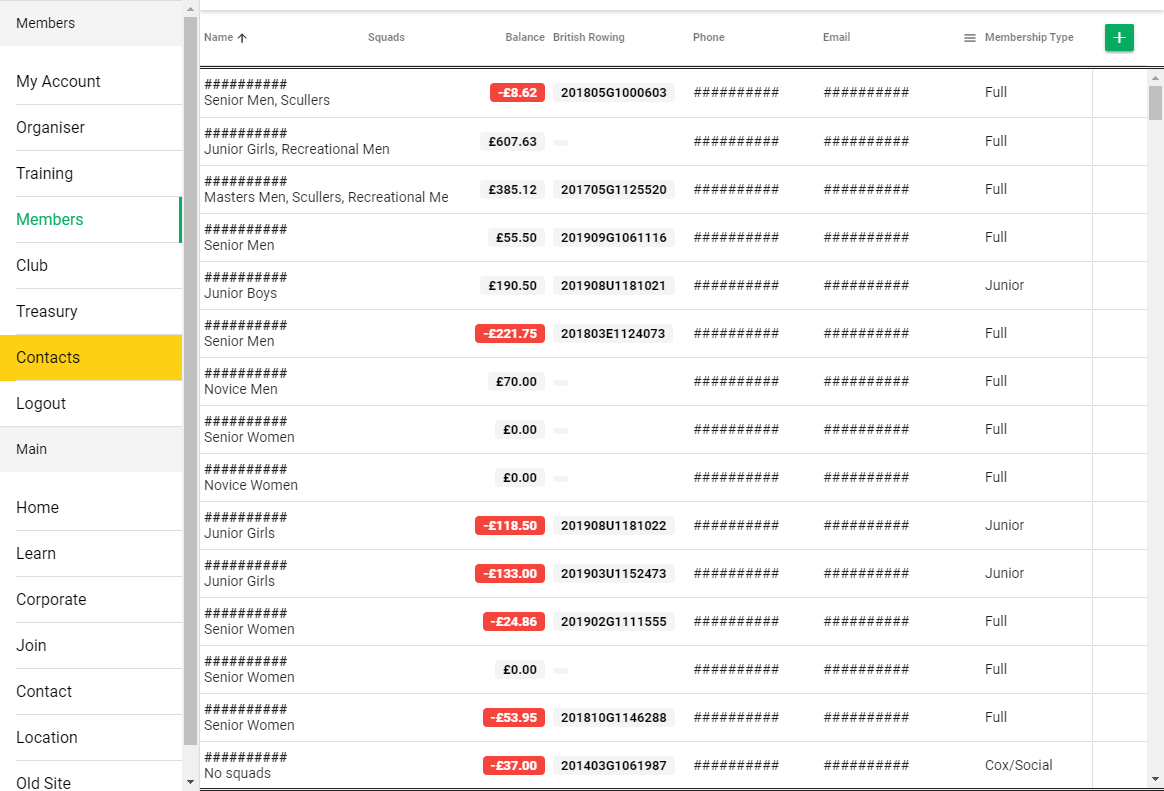 Members
My Account
Organiser
Training
Members
Club
Treasury
Contacts
Logout
Main
Home
Learn
Corporate
Join
Contact
Location
Old Site
Name Squads Balance British Rowing Phone Email Membership Type
##########
Senior Men, Scullers
-£8.62 201805G1000603 ########## ########## Full
##########
Junior Girls, Recreational Men
£607.63 ########## ########## Full
##########
Masters Men, Scullers, Recreational Me
£385.12 201705G1125520 ########## ########## Full
##########
Senior Men
£55.50 201909G1061116 ########## ########## Full
##########
Junior Boys
£190.50 201908U1181021 ########## ########## Junior
##########
Senior Men
-£221.75 201803E1124073 ########## ########## Full
##########
Novice Men
£70.00 ########## ########## Full
##########
Senior Women
£0.00 ########## ########## Full
##########
Novice Women
£0.00 ########## ########## Full
##########
Junior Girls
-£118.50 201908U1181022 ########## ########## Junior
##########
Junior Girls
-£133.00 201903U1152473 ########## ########## Junior
##########
Senior Women
-£24.86 201902G1111555 ########## ########## Full
##########
Senior Women
£0.00 ########## ########## Full
##########
Senior Women
-£53.95 201810G1146288 ########## ########## Full
##########
No squads
-£37.00 201403G1061987 ########## ########## Cox/Social